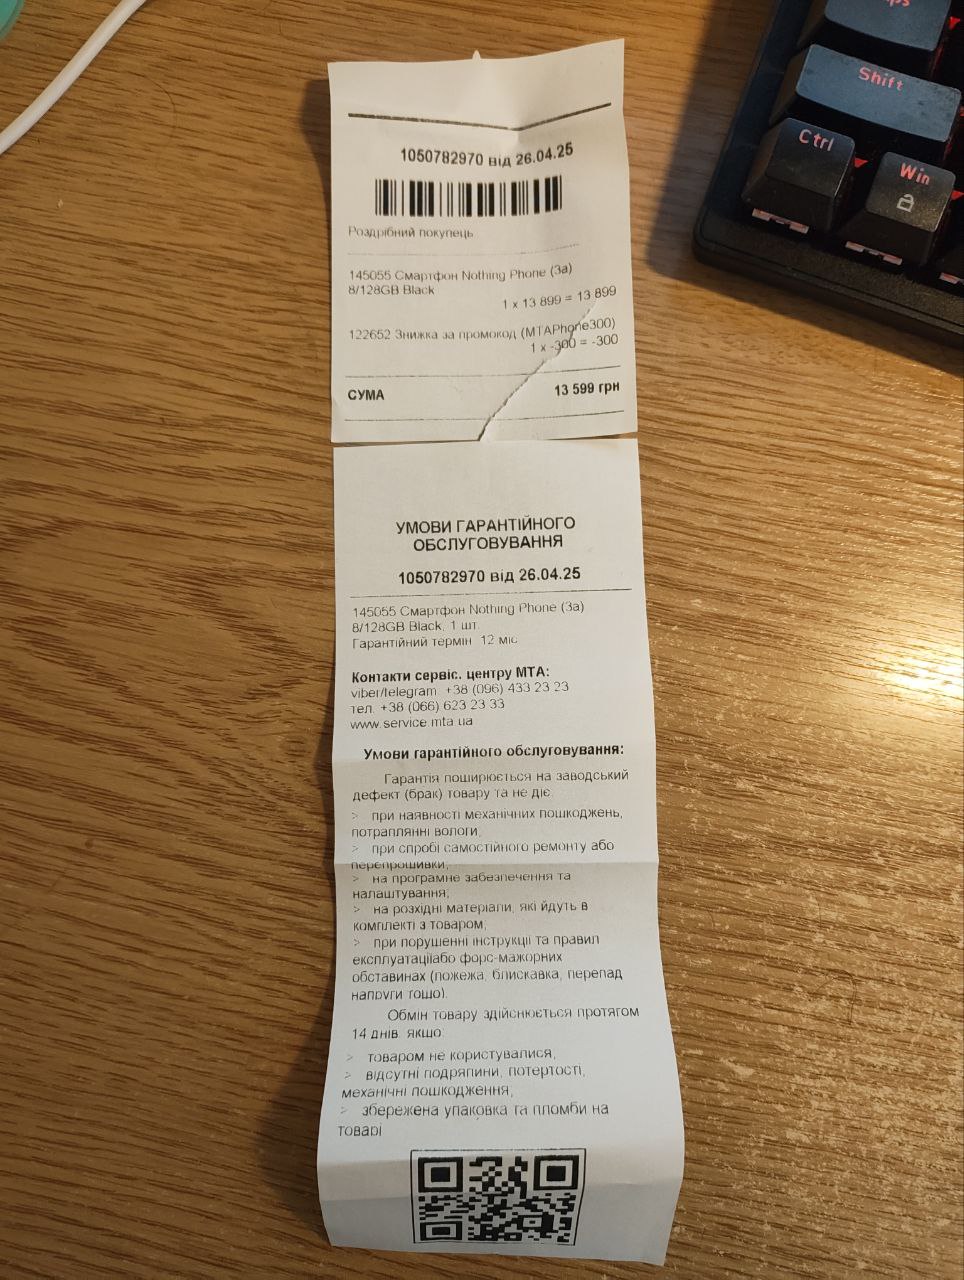 1050782970 від 26.04.25
Роздрібний покупець
145055 Смартфон Nothing Phone (3a)
8/128GB Black
1 x 13 899 = 13 899
122652 Знижка за промокод (MTAPhone300)
1 x -300 = -300
СУМА 13 599 грн
УМОВИ ГАРАНТІЙНОГО
ОБСЛУГОВУВАННЯ
1050782970 від 26.04.25
145055 Смартфон Nothing Phone (3a)
8/128GB Black, 1 шт.
Гарантійний термін 12 міс
Контакти сервіс. центру МТА:
viber/telegram. +38 (096) 433 23 23
тел. +38 (066) 623 23 33
www.service.mta.ua
Умови гарантійного обслуговування:
Гарантія поширюється на заводський
дефект (брак) товару та не діє
> при наявності механічних пошкоджень,
потраплянні вологи;
> при спробі самостійного ремонту або
перепрошивки;
> на програмне забезпечення та
налаштування;
> на розхідні матеріали, які йдуть в
комплекті з товаром;
> при порушенні інструкції та правил
експлуатаціїабо форс-мажорних
обставинах (пожежа, блискавка, перепад
напруги тощо).
Обмін товару здійснюється протягом
14 днів, якщо:
> товаром не користувалися;
> відсутні подряпини, потертості,
механічні пошкодження;
> збережена упаковка та пломби на
товарі
ps
Shift
Ctrl
Win